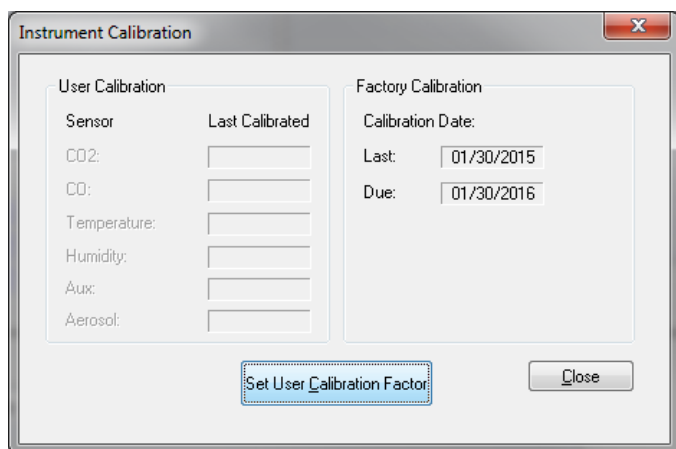 Instrument Calibration
X
User Calibration
Sensor Last Calibrated
CO2:
CO:
Temperature:
Humidity:
Aux:
Aerosol:
Factory Calibration
Calibration Date:
Last: 01/30/2015
Due: 01/30/2016
Set User Calibration Factor
Close